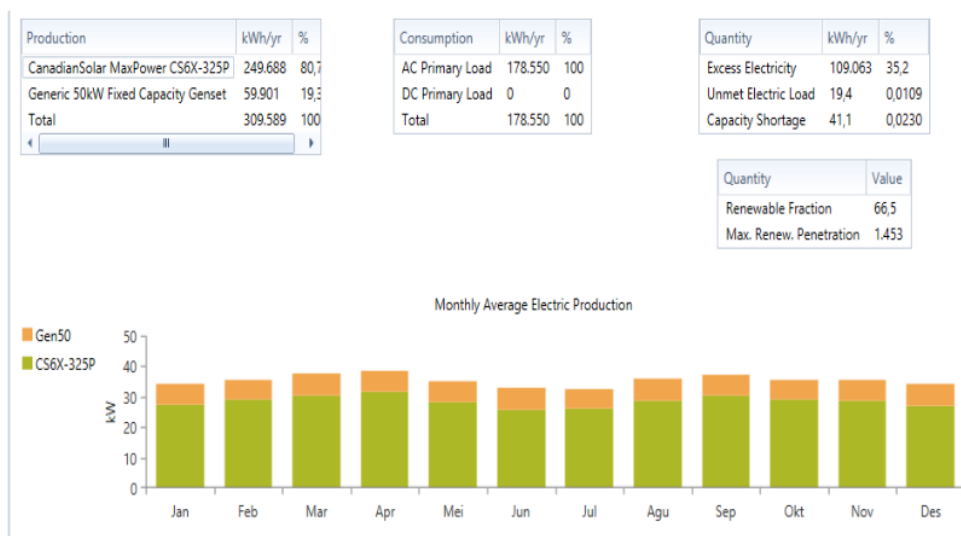 Production kWh/yr %
CanadianSolar MaxPower CS6X-325P 249.688 80,7
Generic 50kW Fixed Capacity Genset 59.901 19,3
Total 309.589 100
Consumption kWh/yr %
AC Primary Load 178.550 100
DC Primary Load 0 0
Total 178.550 100
Quantity kWh/yr %
Excess Electricity 109.063 35,2
Unmet Electric Load 19,4 0,0109
Capacity Shortage 41,1 0,0230
Quantity Value
Renewable Fraction 66,5
Max. Renew. Penetration 1.453
Monthly Average Electric Production
Gen50
CS6X-325P
kW
50
40
30
20
10
0
Jan Feb Mar Apr Mei Jun Jul Agu Sep Okt Nov Des